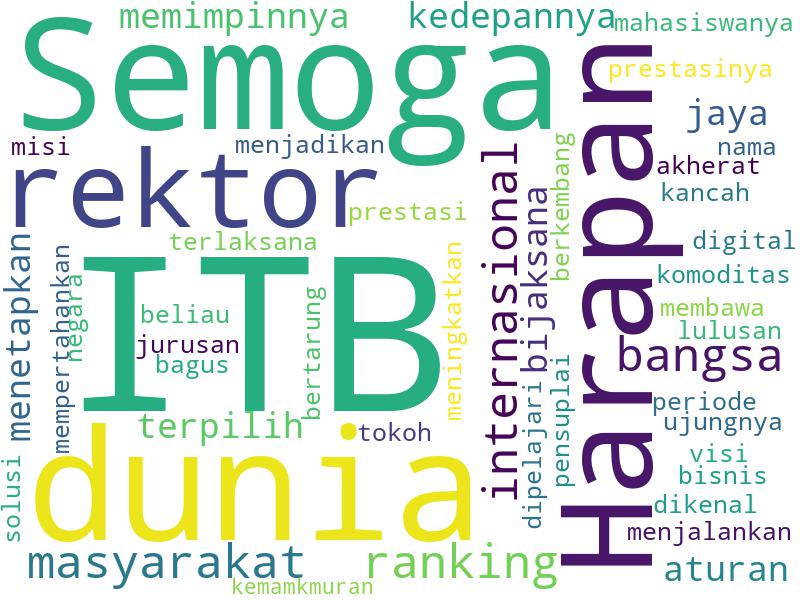 memimpinnya
kedepannya
mahasiswanya
Semoga
prestasinya
jaya
misi
menjadikan
nama
rektor
akherat
kancah
prestasi
internasional
bijaksana
berkembang
Harapan
terlaksana
digital
menetapkan
mempertahankan
negara
ITB
beliau
jurusan
bagus
bertarung
meningkatkan
komoditas
membawa
lulusan
bangsa
terpilih
tokoh
dipelajari
pensuplai
periode
ujungnya
solusi
dunia
visi
bisnis
dikenal
menjalankan
masyarakat
ranking
aturan
kemamkmuran